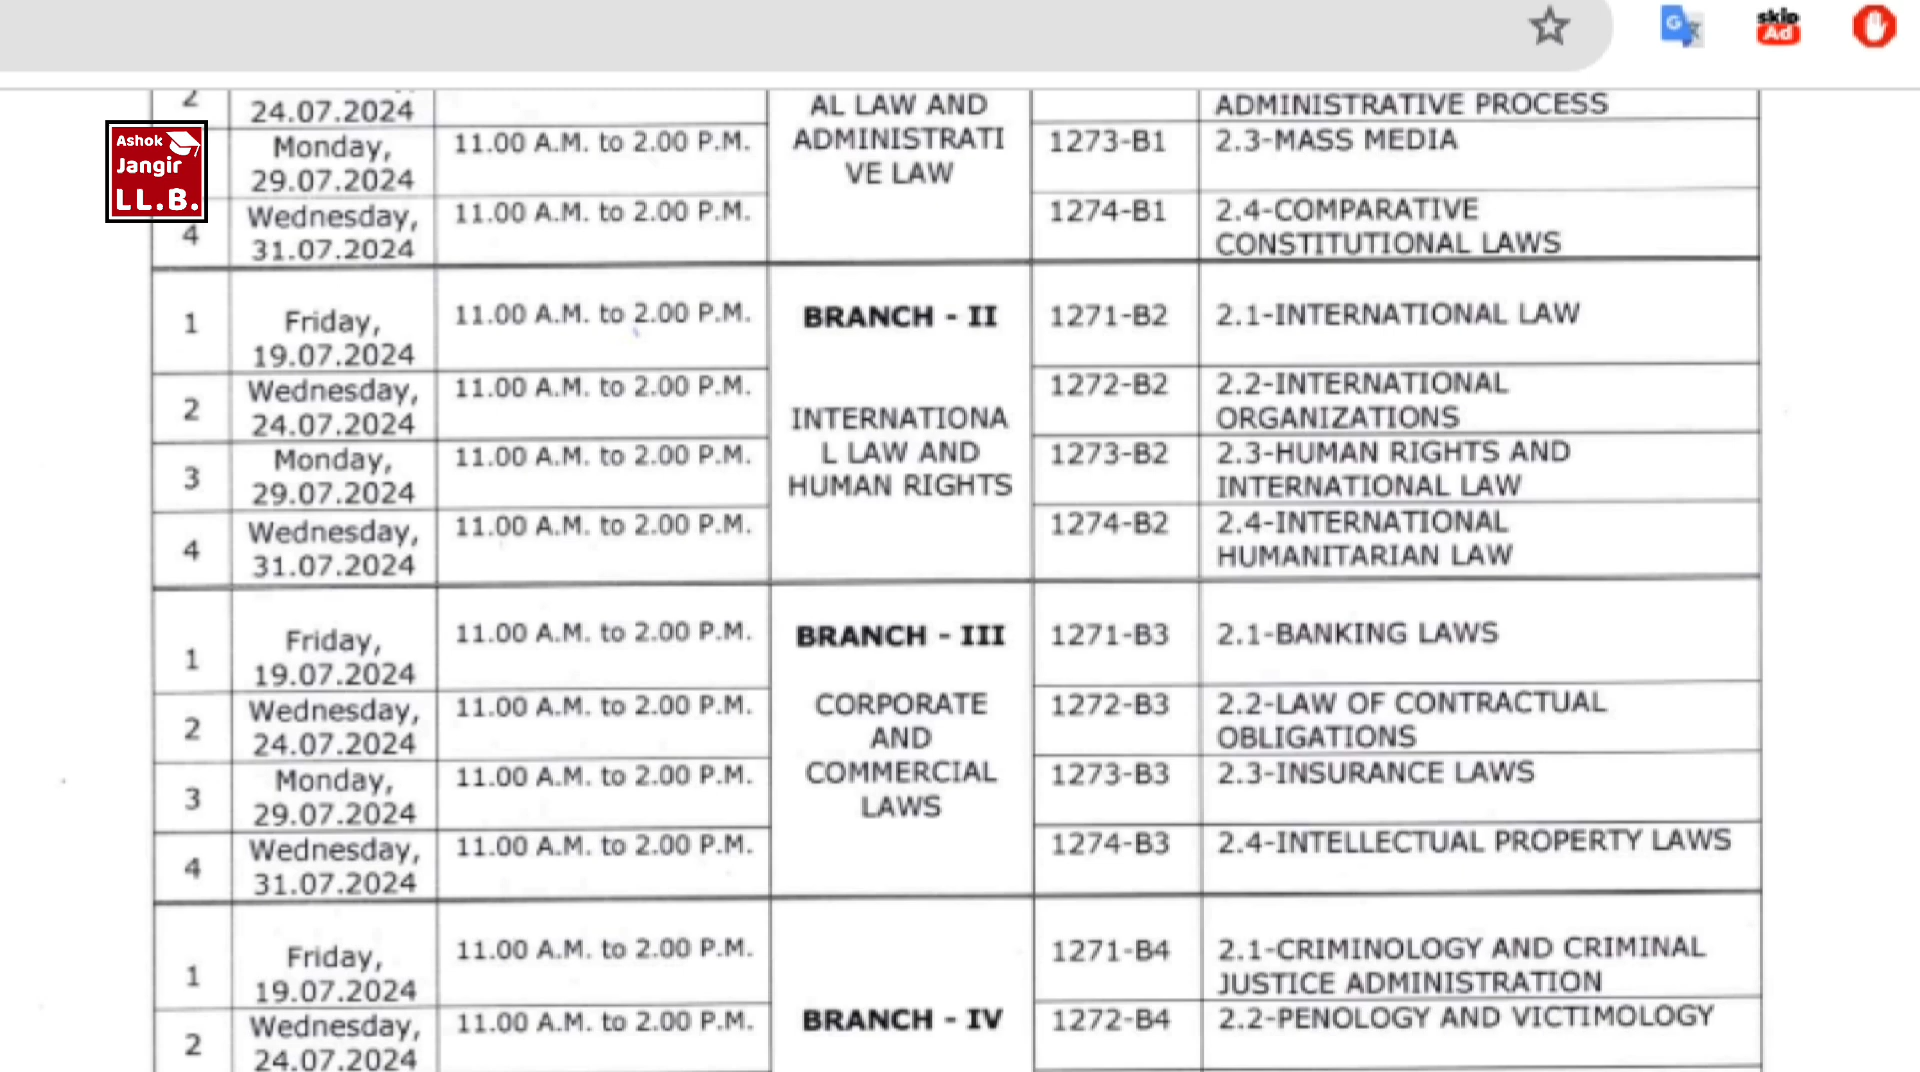 skip
Ad
2
24.07.2024
AL LAW AND
ADMINISTRATIVE PROCESS
Ashok
Jangir
LL.B.
Monday,
29.07.2024
11.00 A.M. to 2.00 P.M.
ADMINISTRATI
VE LAW
1273-B1
2.3-MASS MEDIA
4
Wednesday,
31.07.2024
11.00 A.M. to 2.00 P.M.
1274-B1
2.4-COMPARATIVE
CONSTITUTIONAL LAWS
1
Friday,
19.07.2024
11.00 A.M. to 2.00 P.M.
BRANCH - II
1271-B2
2.1-INTERNATIONAL LAW
2
Wednesday,
24.07.2024
11.00 A.M. to 2.00 P.M.
INTERNATIONA
L LAW AND
HUMAN RIGHTS
1272-B2
2.2-INTERNATIONAL
ORGANIZATIONS
3
Monday,
29.07.2024
11.00 A.M. to 2.00 P.M.
1273-B2
2.3-HUMAN RIGHTS AND
INTERNATIONAL LAW
4
Wednesday,
31.07.2024
11.00 A.M. to 2.00 P.M.
1274-B2
2.4-INTERNATIONAL
HUMANITARIAN LAW
1
Friday,
19.07.2024
11.00 A.M. to 2.00 P.M.
BRANCH - III
1271-B3
2.1-BANKING LAWS
2
Wednesday,
24.07.2024
11.00 A.M. to 2.00 P.M.
CORPORATE
AND
COMMERCIAL
LAWS
1272-B3
2.2-LAW OF CONTRACTUAL
OBLIGATIONS
3
Monday,
29.07.2024
11.00 A.M. to 2.00 P.M.
1273-B3
2.3-INSURANCE LAWS
4
Wednesday,
31.07.2024
11.00 A.M. to 2.00 P.M.
1274-B3
2.4-INTELLECTUAL PROPERTY LAWS
1
Friday,
19.07.2024
11.00 A.M. to 2.00 P.M.
1271-B4
2.1-CRIMINOLOGY AND CRIMINAL
JUSTICE ADMINISTRATION
2
Wednesday,
24.07.2024
11.00 A.M. to 2.00 P.M.
BRANCH - IV
1272-B4
2.2-PENOLOGY AND VICTIMOLOGY